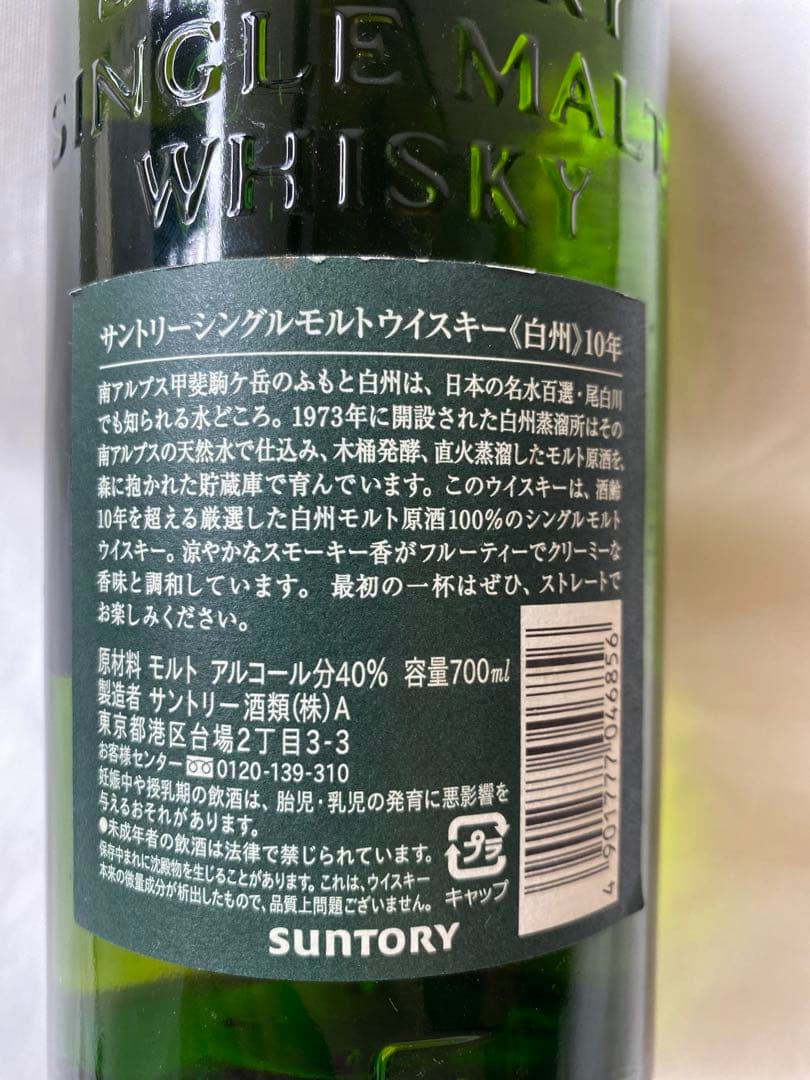 SINGLE MALT
WHISKY
サントリーシングルモルトウイスキー《白州》10年
南アルプス甲斐駒ケ岳のふもと白州は、日本の名水百選・尾白川
でも知られる水どころ。1973年に開設された白州蒸溜所はその
南アルプスの天然水で仕込み、木桶発酵、直火蒸溜したモルト原酒を、
森に抱かれた貯蔵庫で育んでいます。このウイスキーは、酒齢
10年を超える厳選した白州モルト原酒100%のシングルモルト
ウイスキー。涼やかなスモーキー香がフルーティーでクリーミーな
香味と調和しています。 最初の一杯はぜひ、ストレートで
お楽しみください。
原材料 モルト アルコール分40% 容量700ml
製造者 サントリー酒類(株)A
東京都港区台場2丁目3-3
お客様センター 0120-139-310
妊娠中や授乳期の飲酒は、胎児・乳児の発育に悪影響を
与えるおそれがあります。
●未成年者の飲酒は法律で禁じられています。
保存中まれに沈殿物を生じることがあります。これは、ウイスキー
本来の微量成分が析出したもので、品質上問題ございません。
プラ
キャップ
4 901777 046856
SUNTORY